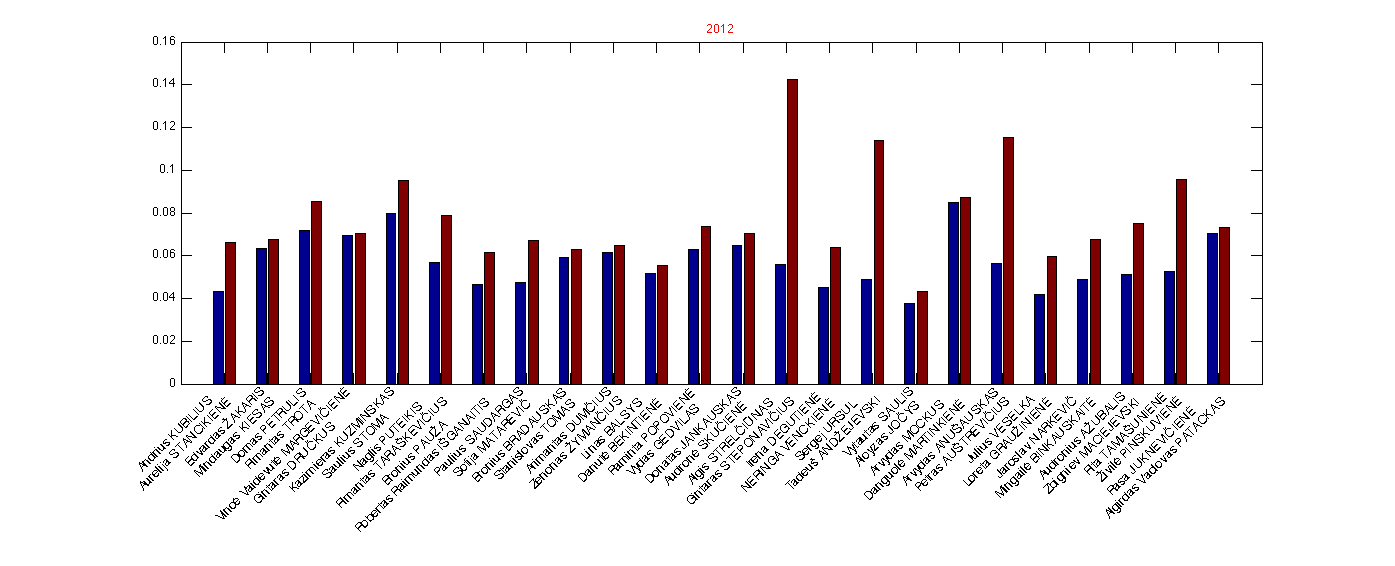 2012
0.16
0.14
0.12
0.1
0.08
0.06
0.04
0.02
0
Andrius KUBILIUS
Aurelija STANCIKIENĖ
Edvardas ŽAKARIS
Mindaugas KIESAS
Domas PETRULIS
Rimantas TROTA
Vincė Vaidevutė MARGEVIČIENĖ
Gintaras DRUČKUS
Kazimieras KUZMINSKAS
Saulius STOMA
Naglis PUTEIKIS
Rimantas TARAŠKEVIČIUS
Bronius PAUŽA
Robertas Raimundas IŠGANAITIS
Paulius SAUDARGAS
Sofija MATAREVIČ
Bronius BRADAUSKAS
Stanislovas TOMAS
Arimantas DUMČIUS
Zenonas ŽYMANČIUS
Linas BALSYS
Danutė BEKINTIENĖ
Raminta POPOVIENĖ
Vydas GEDVILAS
Donatas JANKAUSKAS
Audronė SKUČIENĖ
Algis STRELČIŪNAS
Gintaras STEPONAVIČIUS
Irena DEGUTIENĖ
NERINGA VENCKIENĖ
Sergej URSUL
Tadeuš ANDŽEJEVSKI
Vytautas SAULIS
Aloyzas JOČYS
Arvydas MOCKUS
Danguolė MARTINKIENĖ
Arvydas ANUŠAUSKAS
Petras AUŠTREVIČIUS
Julius VESELKA
Loreta GRAUŽINIENĖ
Jaroslav NARKEVIČ
Mingailė BINKAUSKAITĖ
Audronius AŽUBALIS
Zbignev MACIEJEVSKI
Rita TAMAŠUNIENĖ
Živilė PINSKUVIENĖ
Rasa JUKNEVIČIENĖ
Algirdas Vaclovas PATACKAS